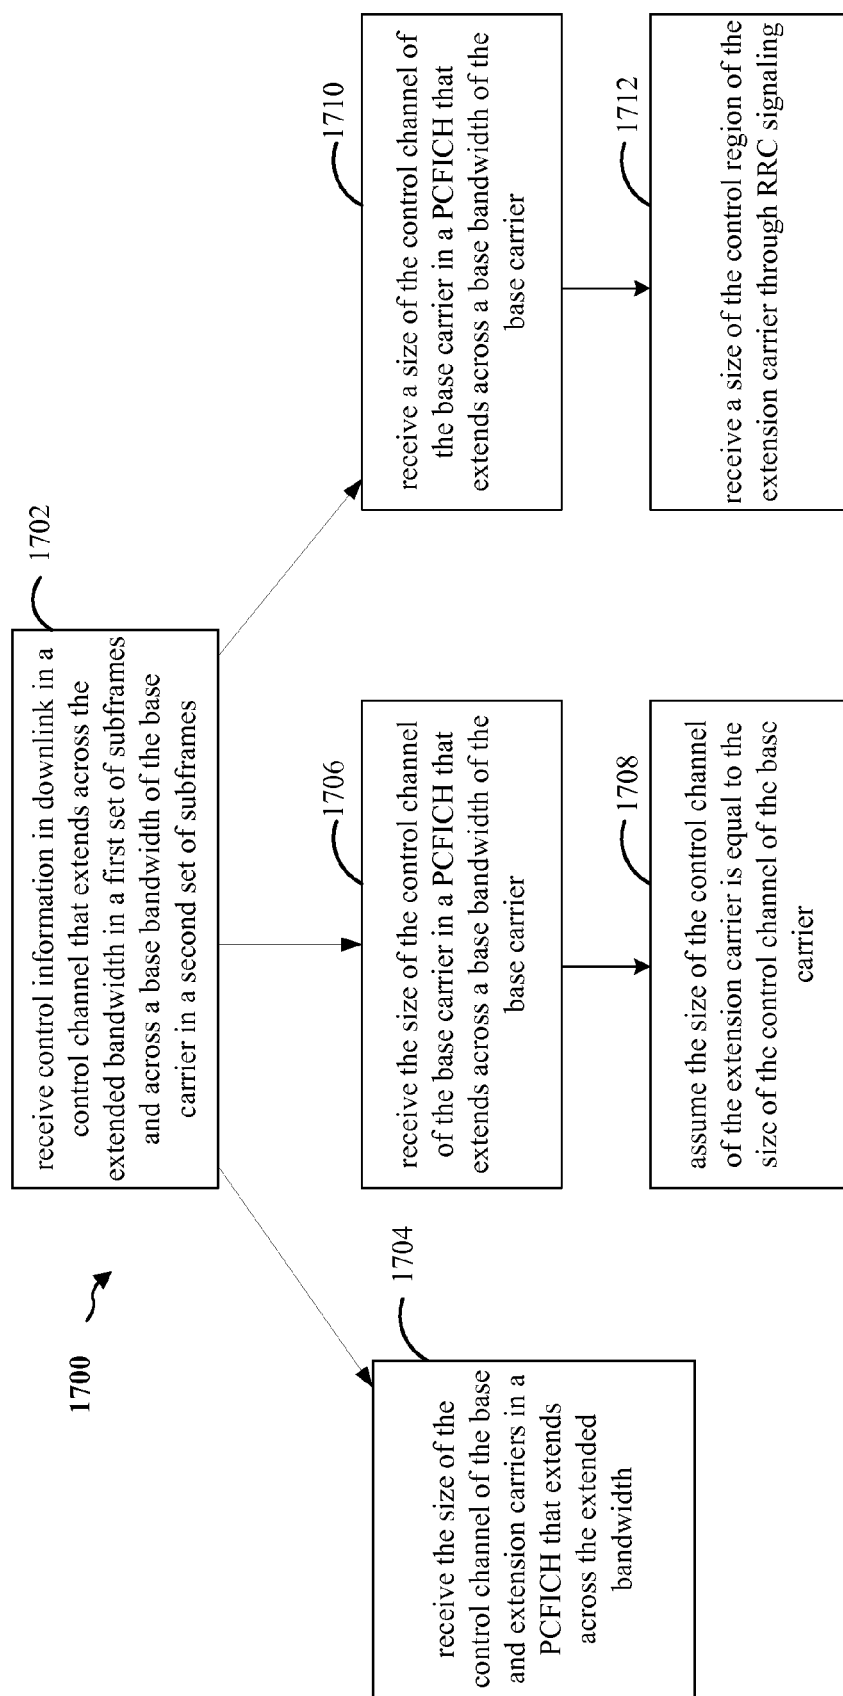 1700
1702
receive control information in downlink in a
control channel that extends across the
extended bandwidth in a first set of subframes
and across a base bandwidth of the base
carrier in a second set of subframes
1704
receive the size of the
control channel of the base
and extension carriers in a
PCFICH that extends
across the extended
bandwidth
1706
receive the size of the control channel
of the base carrier in a PCFICH that
extends across a base bandwidth of the
base carrier
1708
assume the size of the control channel
of the extension carrier is equal to the
size of the control channel of the base
carrier
1710
receive a size of the control channel of
the base carrier in a PCFICH that
extends across a base bandwidth of the
base carrier
1712
receive a size of the control region of the
extension carrier through RRC signaling